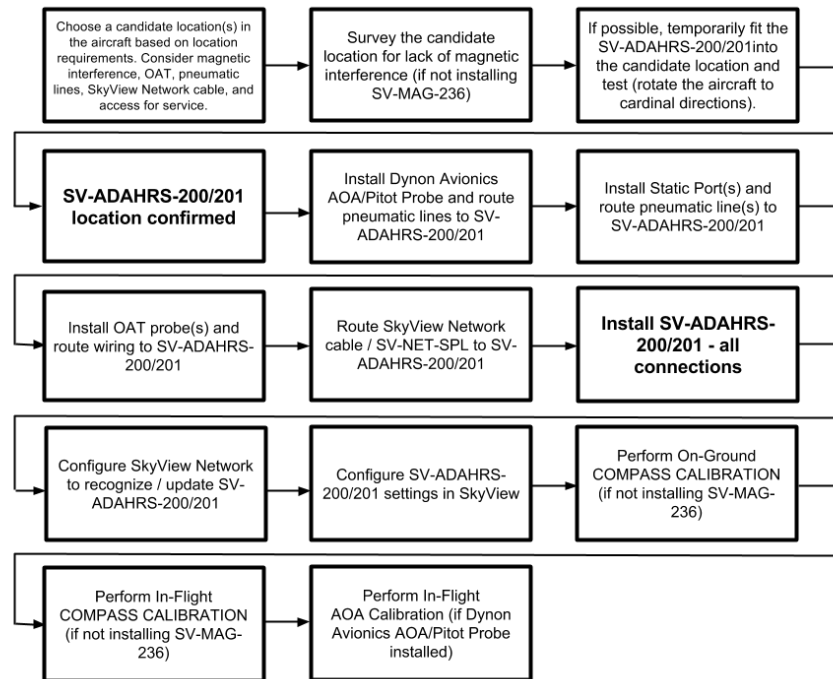 Choose a candidate location(s) in
the aircraft based on location
requirements. Consider magnetic
interference, OAT, pneumatic
lines, SkyView Network cable, and
access for service.
Survey the candidate
location for lack of magnetic
interference (if not installing
SV-MAG-236)
If possible, temporarily fit the
SV-ADAHRS-200/201into
the candidate location and
test (rotate the aircraft to
cardinal directions).
SV-ADAHRS-200/201
location confirmed
Install Dynon Avionics
AOA/Pitot Probe and route
pneumatic lines to SV-
ADAHRS-200/201
Install Static Port(s) and
route pneumatic line(s) to
SV-ADAHRS-200/201
Install OAT probe(s) and
route wiring to SV-ADAHRS-
200/201
Route SkyView Network
cable / SV-NET-SPL to SV-
ADAHRS-200/201
Install SV-ADAHRS-
200/201 - all
connections
Configure SkyView Network
to recognize / update SV-
ADAHRS-200/201
Configure SV-ADAHRS-
200/201 settings in SkyView
Perform On-Ground
COMPASS CALIBRATION
(if not installing SV-MAG-
236)
Perform In-Flight
COMPASS CALIBRATION
(if not installing SV-MAG-
236)
Perform In-Flight
AOA Calibration (if Dynon
Avionics AOA/Pitot Probe
installed)